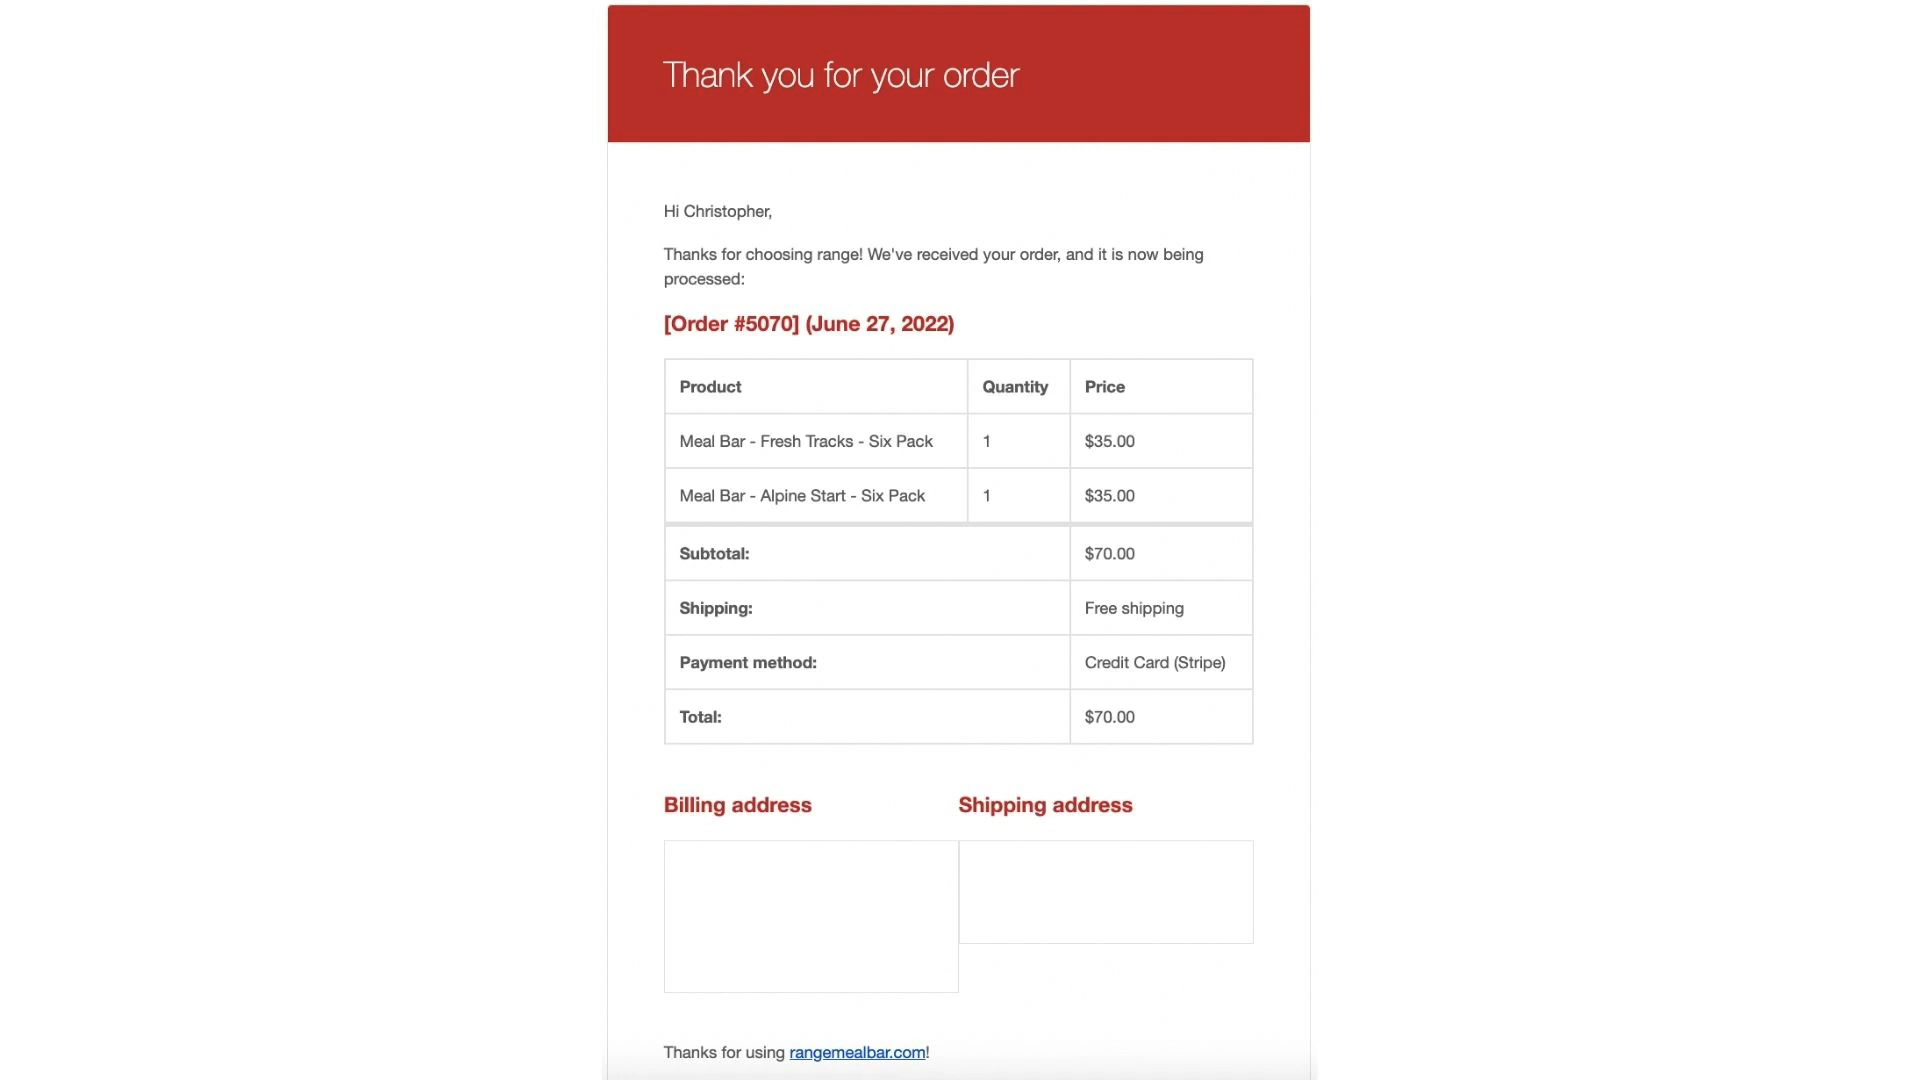 Thank you for your order
Hi Christopher,
Thanks for choosing range! We've received your order, and it is now being
processed:
[Order #5070] (June 27, 2022)
Product Quantity Price
Meal Bar - Fresh Tracks - Six Pack 1 $35.00
Meal Bar - Alpine Start - Six Pack 1 $35.00
Subtotal: $70.00
Shipping: Free shipping
Payment method: Credit Card (Stripe)
Total: $70.00
Billing address Shipping address
Thanks for using rangemealbar.com!